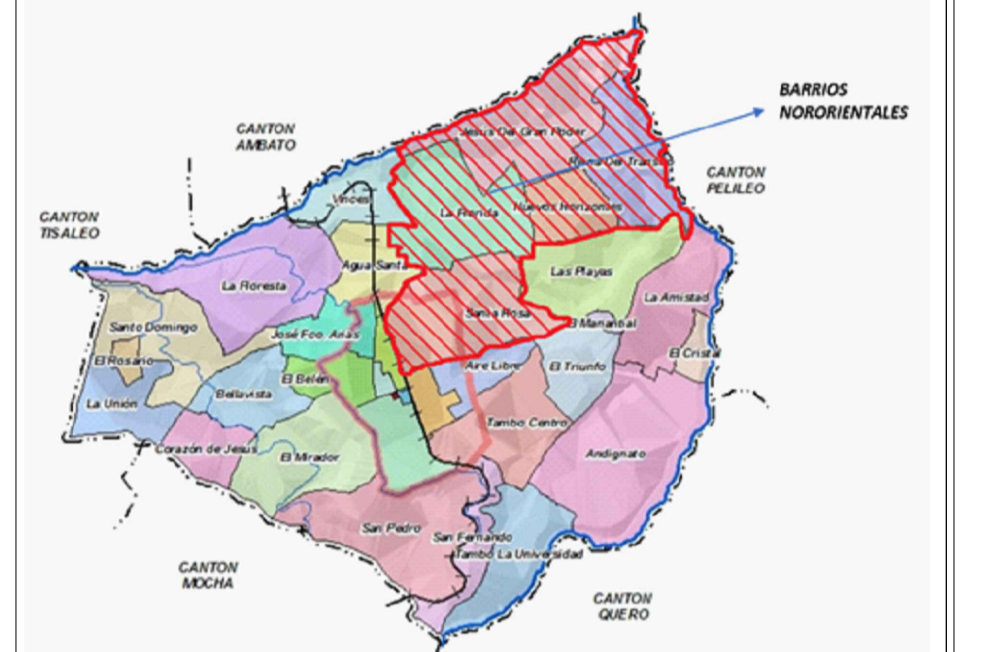 BARRIOS
NORORIENTALES
CANTON
AMBATO
Jesús Del Gran Poder
Reina Del Transito
CANTON
PELILEO
Vinces
Nuevos Horizontes
La Florida
CANTON
TISALEO
Agua Santa
Las Playas
La Floresta
La Amistad
Santa Rosa
El Manantial
Santo Domingo
José Fco. Arias
El Cristal
El Rosario
Aire Libre
El Triunfo
El Belén
Bellavista
La Unión
Tambo Centro
Corazón de Jesús
El Mirador
Andignato
San Pedro
San Fernando
Tambo La Universidad
CANTON
MOCHA
CANTON
QUERO